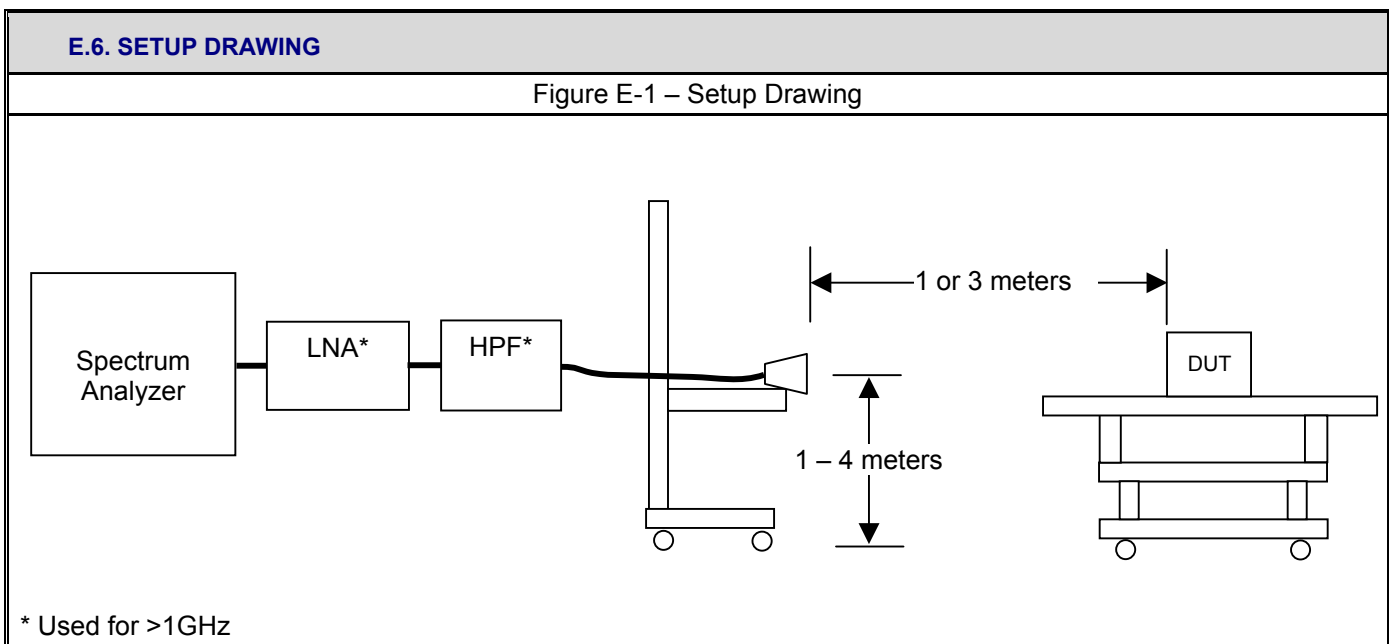 E.6. SETUP DRAWING
Figure E-1 – Setup Drawing
Spectrum
Analyzer
LNA*
HPF*
1 or 3 meters
DUT
1 – 4 meters
* Used for >1GHz